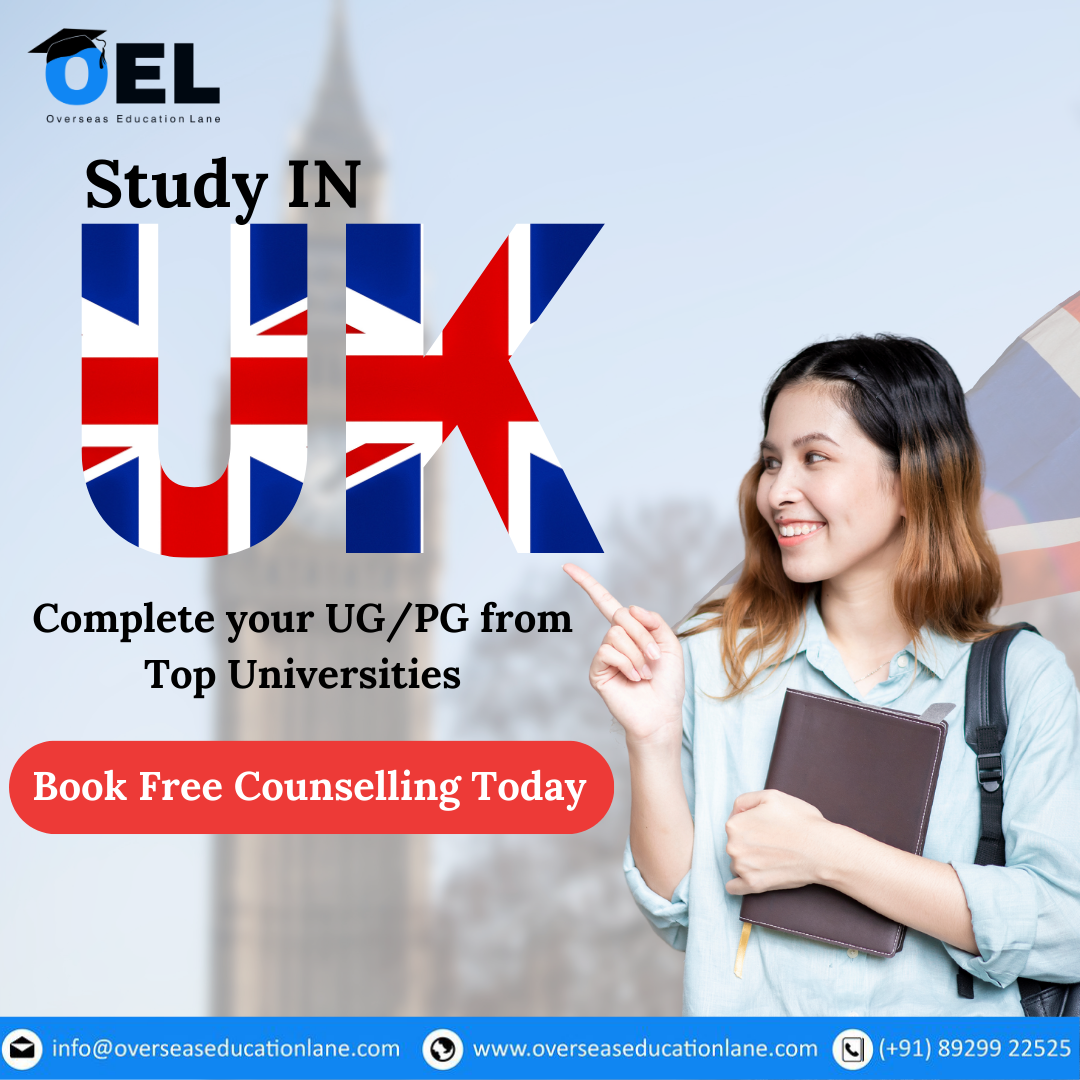 OEL
Overseas Education Lane
Study IN
UK
Complete your UG/PG from
Top Universities
Book Free Counselling Today
info@overseaseducationlane.com www.overseaseducationlane.com (+91) 89299 22525